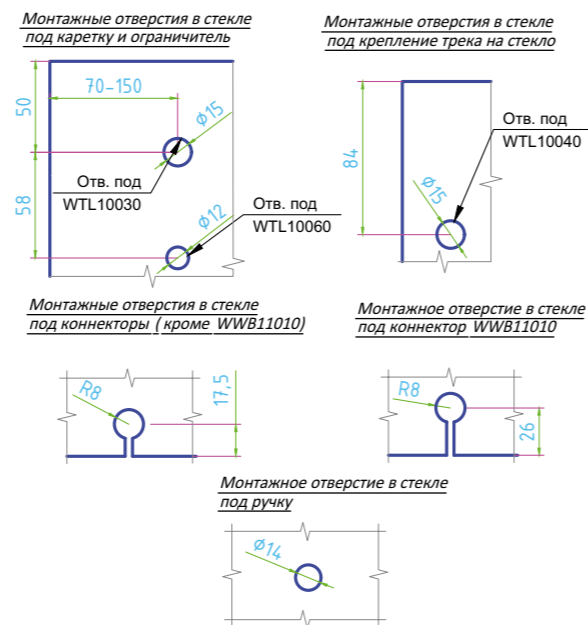 Монтажные отверстия в стекле
под каретку и ограничитель
70-150
50
58
Ø15
Отв. под
WTL10030
Ø12
Отв. под
WTL10060
Монтажные отверстия в стекле
под крепление трека на стекло
84
Ø15
Отв. под
WTL10040
Монтажные отверстия в стекле
под коннекторы (кроме WWB11010)
R8
17,5
Монтажное отверстие в стекле
под коннектор WWB11010
R8
26
Монтажное отверстие в стекле
под ручку
Ø14